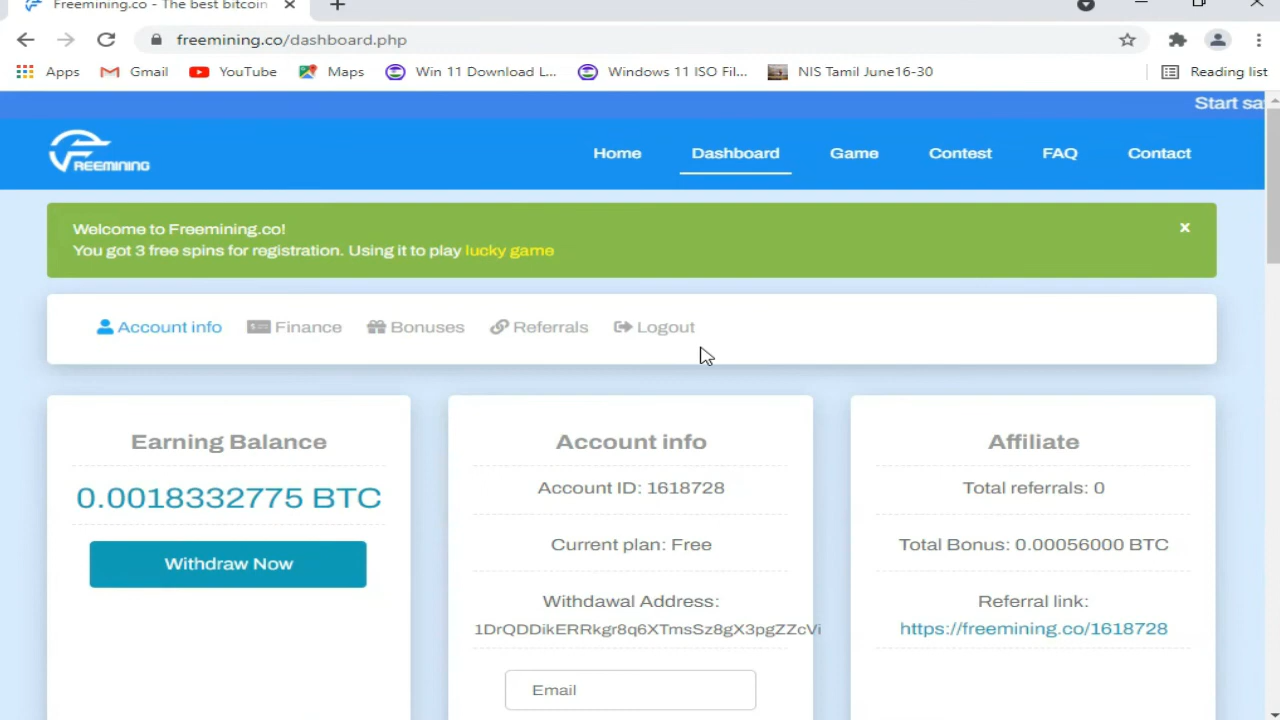 Freemining.co - The best bitcoin
freemining.co/dashboard.php
Apps Gmail YouTube Maps Win 11 Download L... Windows 11 ISO Fil... NIS Tamil June16-30 Reading list
Start sa
FREEMINING Home Dashboard Game Contest FAQ Contact
Welcome to Freemining.co!
You got 3 free spins for registration. Using it to play lucky game
x
Account info Finance Bonuses Referrals Logout
Earning Balance
0.0018332775 BTC
Withdraw Now
Account info
Account ID: 1618728
Current plan: Free
Withdawal Address:
1DrQDDikERRkgr8q6XTmsSz8gX3pgZZcVi
Email
Affiliate
Total referrals: 0
Total Bonus: 0.00056000 BTC
Referral link:
https://freemining.co/1618728